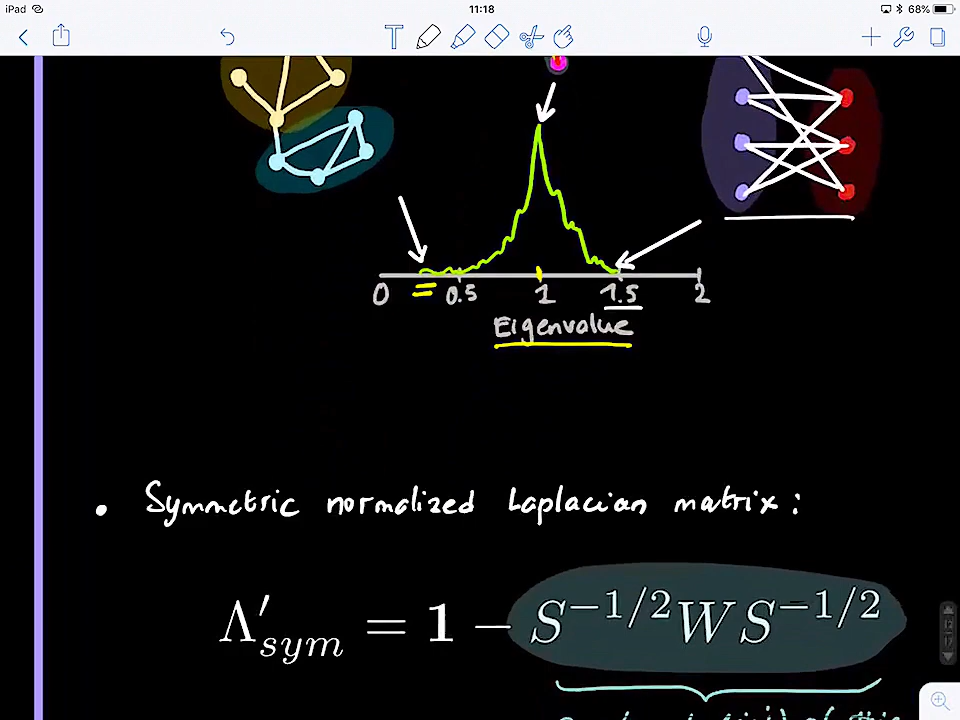 iPad 11:18 68%
T
0 0.5 1 1.5 2
Eigenvalue
• Symmetric normalized Laplacian matrix:
Λ′sym = 1 − S−1/2WS−1/2
12